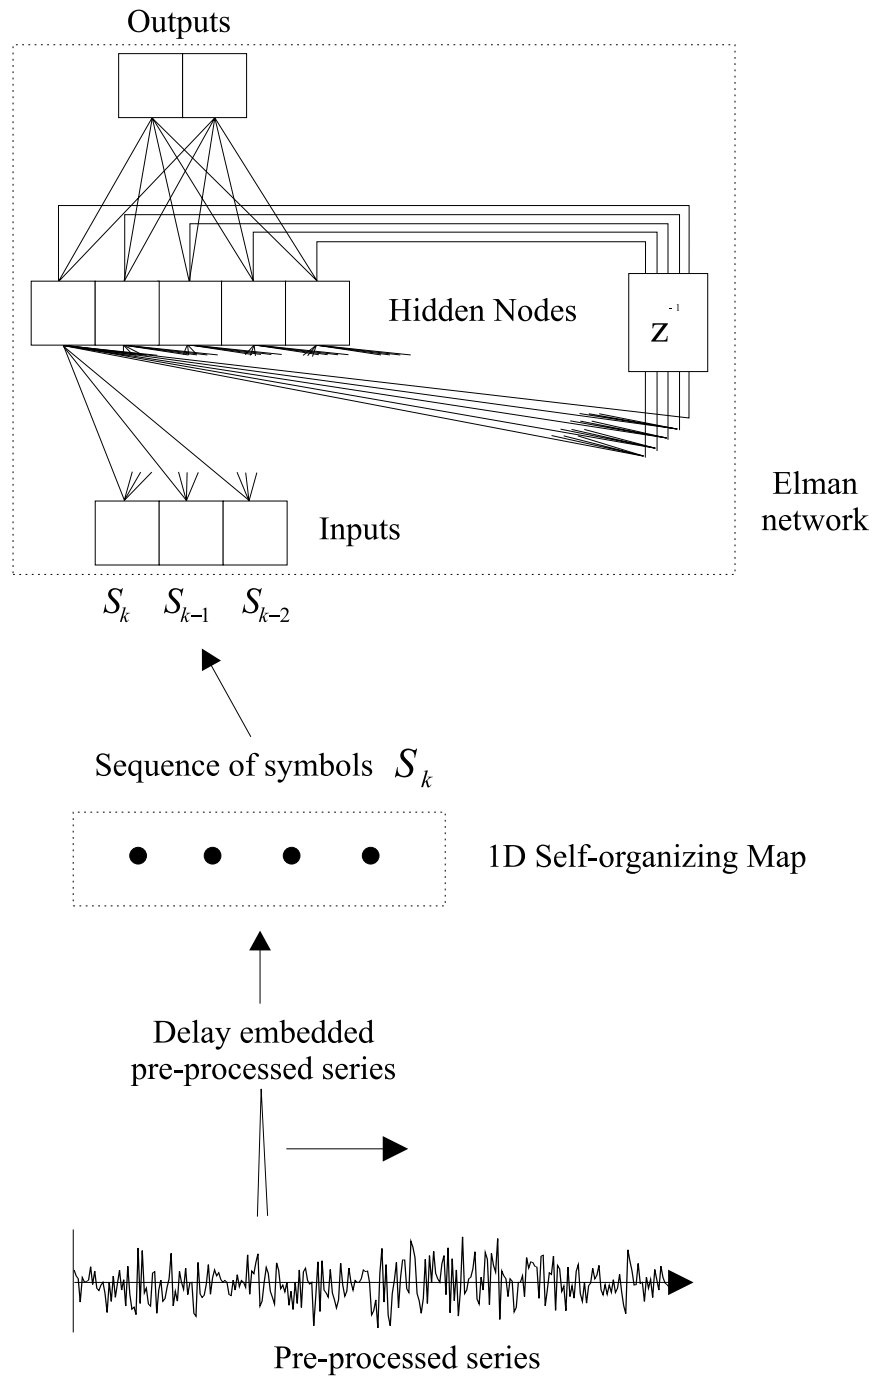 Outputs
Hidden Nodes
z⁻¹
Elman
network
Inputs
Sₖ Sₖ₋₁ Sₖ₋₂
Sequence of symbols Sₖ
1D Self-organizing Map
Delay embedded
pre-processed series
Pre-processed series